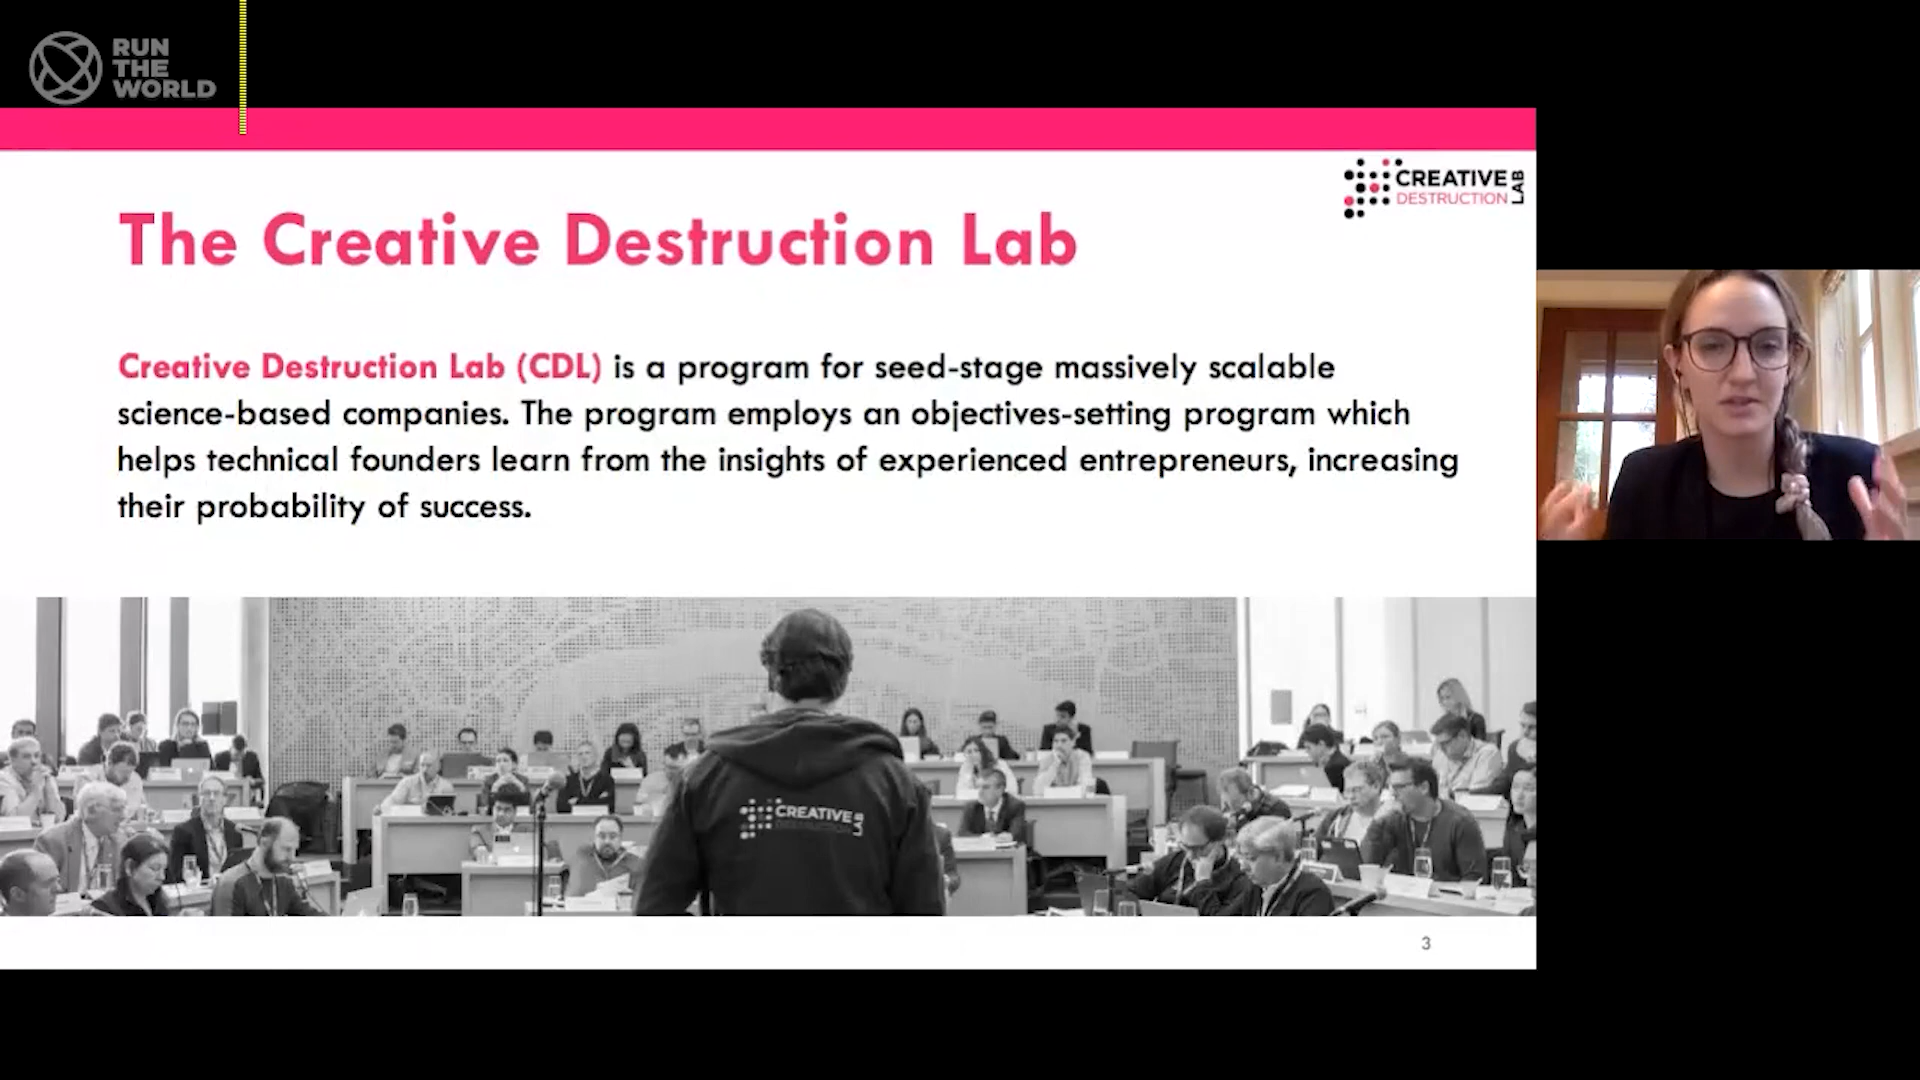 RUN
THE
WORLD
CREATIVE
DESTRUCTION
LAB
The Creative Destruction Lab
Creative Destruction Lab (CDL) is a program for seed-stage massively scalable
science-based companies. The program employs an objectives-setting program which
helps technical founders learn from the insights of experienced entrepreneurs, increasing
their probability of success.
CREATIVE
DESTRUCTION
LAB
3